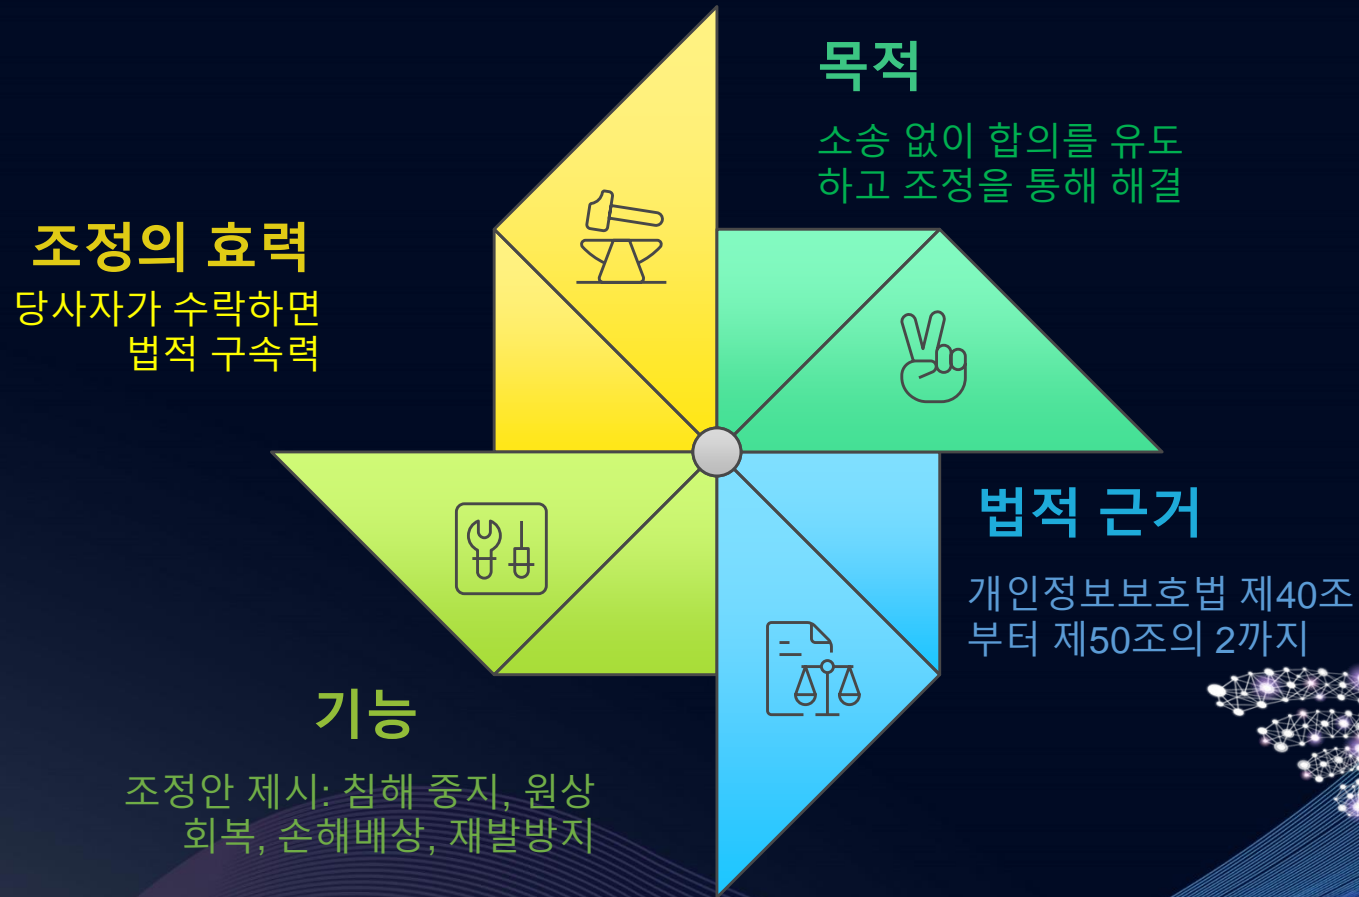 목적
소송 없이 합의를 유도
하고 조정을 통해 해결
조정의 효력
당사자가 수락하면
법적 구속력
법적 근거
개인정보보호법 제40조
부터 제50조의 2까지
기능
조정안 제시: 침해 중지, 원상
회복, 손해배상, 재발방지